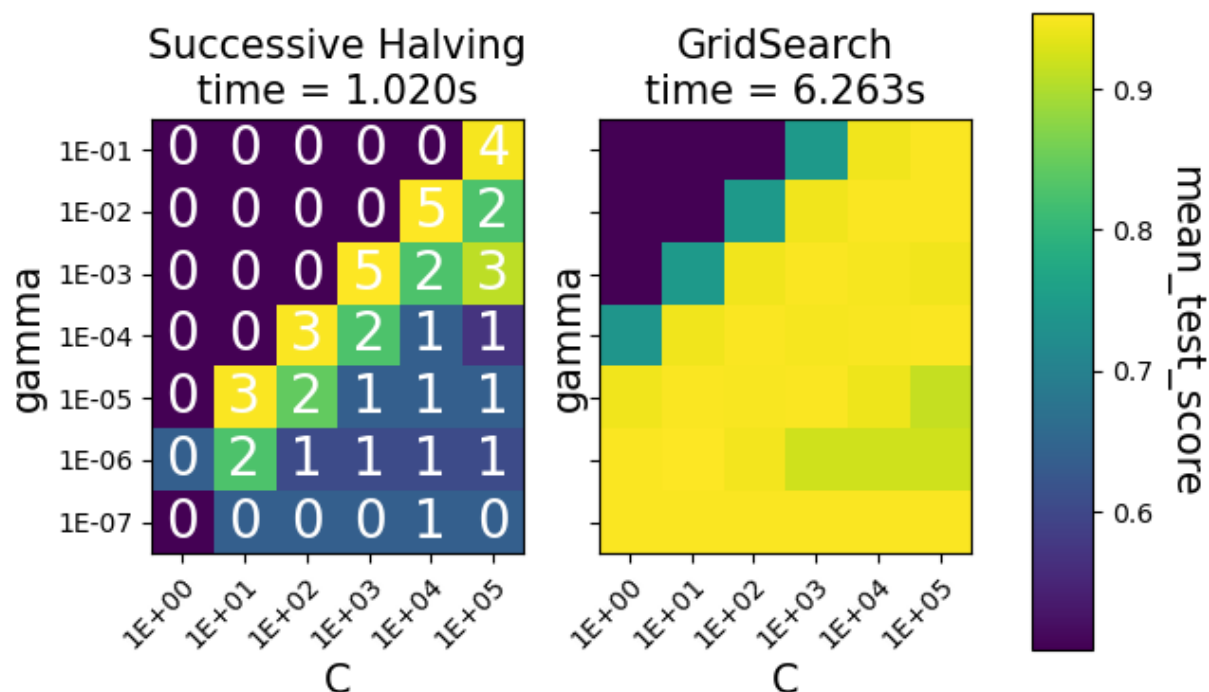 Successive Halving
time = 1.020s
GridSearch
time = 6.263s
1E-01 0 0 0 0 0 4
1E-02 0 0 0 0 5 2
1E-03 0 0 0 5 2 3
1E-04 0 0 3 2 1 1
1E-05 0 3 2 1 1 1
1E-06 0 2 1 1 1 1
1E-07 0 0 0 0 1 0
gamma
1E+00 1E+01 1E+02 1E+03 1E+04 1E+05
C
gamma
1E+00 1E+01 1E+02 1E+03 1E+04 1E+05
C
0.9
0.8
0.7
0.6
mean_test_score